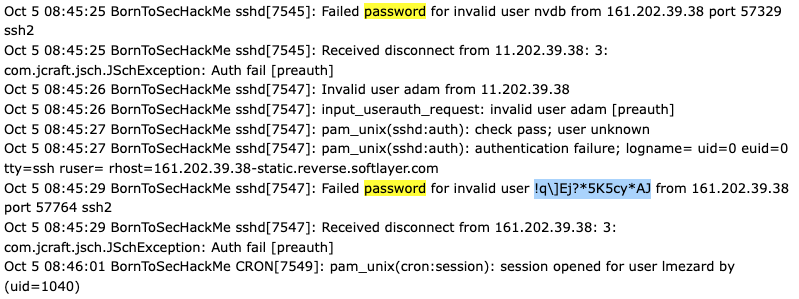 Oct 5 08:45:25 BornToSecHackMe sshd[7545]: Failed password for invalid user nvdb from 161.202.39.38 port 57329
ssh2
Oct 5 08:45:25 BornToSecHackMe sshd[7545]: Received disconnect from 11.202.39.38: 3:
com.jcraft.jsch.JSchException: Auth fail [preauth]
Oct 5 08:45:26 BornToSecHackMe sshd[7547]: Invalid user adam from 11.202.39.38
Oct 5 08:45:26 BornToSecHackMe sshd[7547]: input_userauth_request: invalid user adam [preauth]
Oct 5 08:45:27 BornToSecHackMe sshd[7547]: pam_unix(sshd:auth): check pass; user unknown
Oct 5 08:45:27 BornToSecHackMe sshd[7547]: pam_unix(sshd:auth): authentication failure; logname= uid=0 euid=0
tty=ssh ruser= rhost=161.202.39.38-static.reverse.softlayer.com
Oct 5 08:45:29 BornToSecHackMe sshd[7547]: Failed password for invalid user !q\]Ej?*5K5cy*AJ from 161.202.39.38
port 57764 ssh2
Oct 5 08:45:29 BornToSecHackMe sshd[7547]: Received disconnect from 161.202.39.38: 3:
com.jcraft.jsch.JSchException: Auth fail [preauth]
Oct 5 08:46:01 BornToSecHackMe CRON[7549]: pam_unix(cron:session): session opened for user lmezard by
(uid=1040)